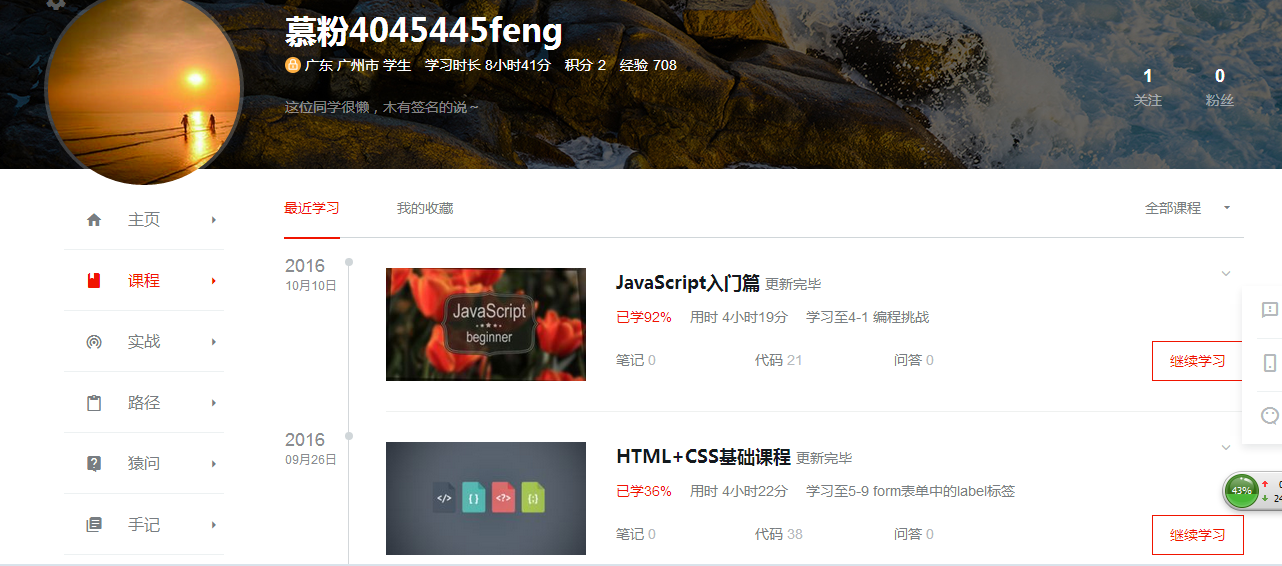 慕粉4045445feng
广东 广州市 学生 学习时长 8小时41分 积分 2 经验 708
这位同学很懒，木有签名的说～
1
关注
0
粉丝
主页
课程
实战
路径
猿问
手记
最近学习 我的收藏 全部课程
2016
10月10日
JavaScript
beginner
JavaScript入门篇 更新完毕
已学92% 用时 4小时19分 学习至4-1 编程挑战
笔记 0 代码 21 问答 0
继续学习
2016
09月26日
</> { } <?> {;}
HTML+CSS基础课程 更新完毕
已学36% 用时 4小时22分 学习至5-9 form表单中的label标签
笔记 0 代码 38 问答 0
继续学习
43%